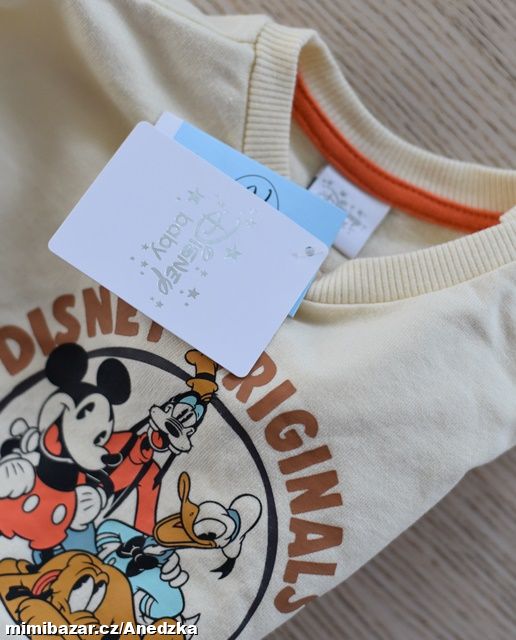 Disney
baby
DISNEY ORIGINALS
mimibazar.cz/Anedzka